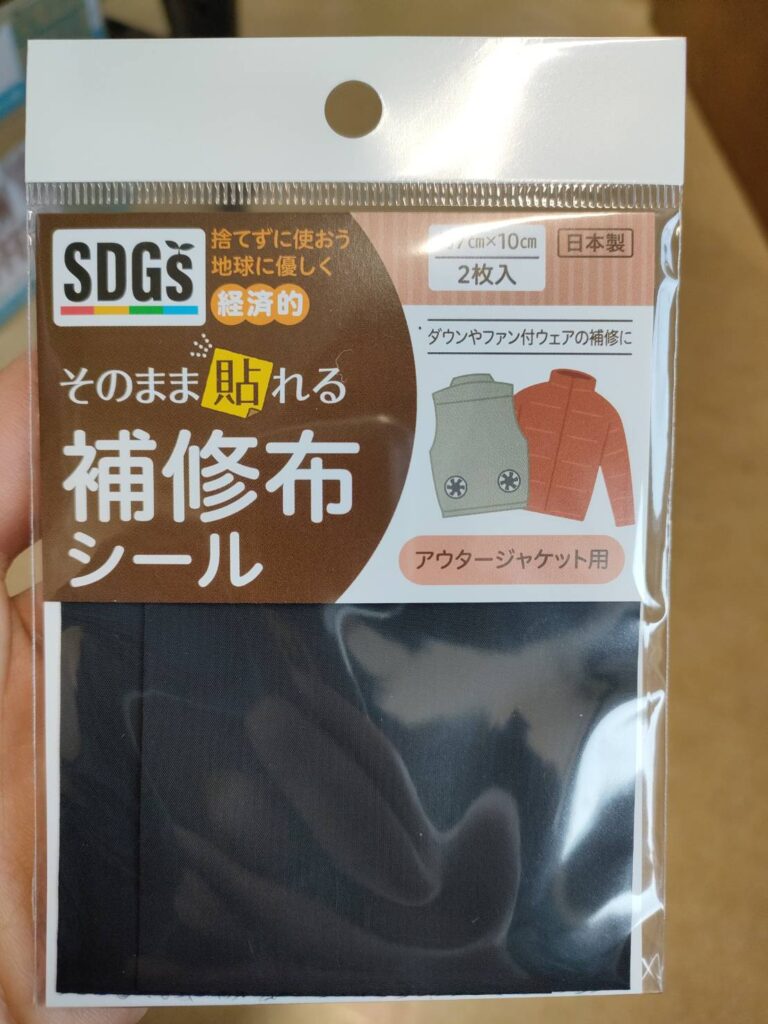 SDGs
捨てずに使おう
地球に優しく
経済的
そのまま貼れる
補修布
シール
7㎝×10㎝
2枚入
日本製
ダウンやファン付ウェアの補修に
アウタージャケット用